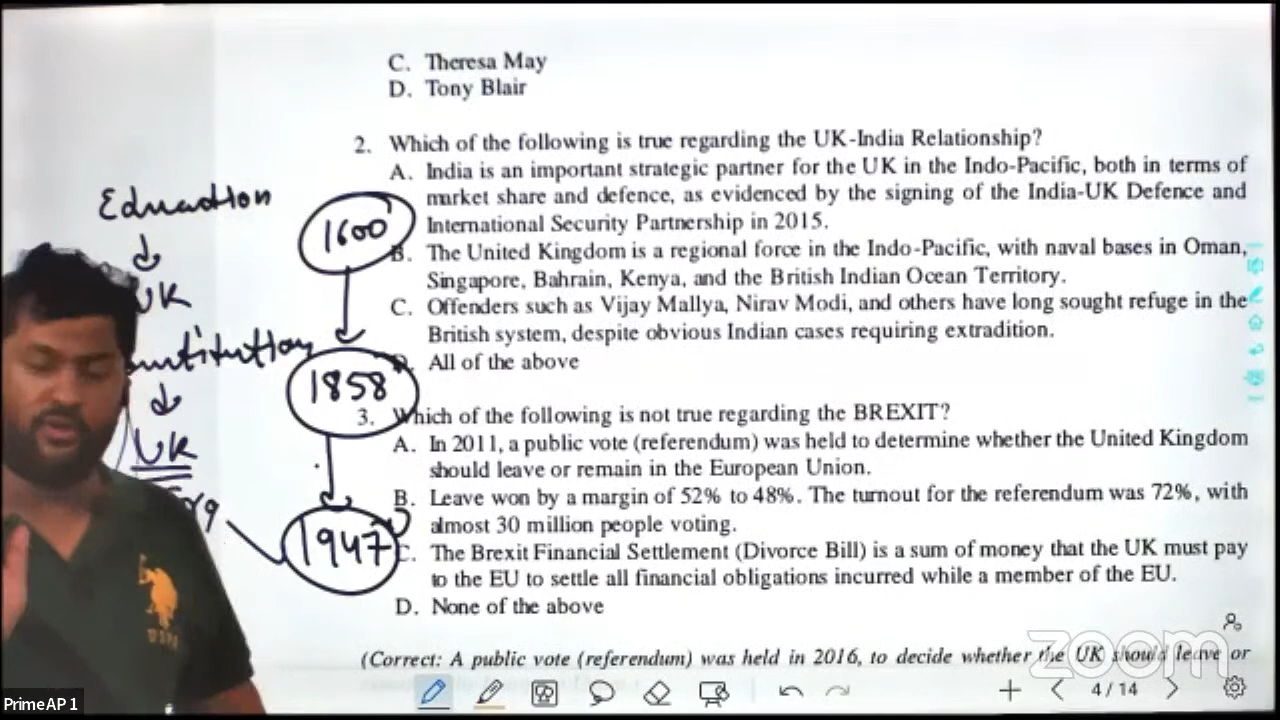 C. Theresa May
D. Tony Blair
2. Which of the following is true regarding the UK-India Relationship?
A. India is an important strategic partner for the UK in the Indo-Pacific, both in terms of
market share and defence, as evidenced by the signing of the India-UK Defence and
International Security Partnership in 2015.
B. The United Kingdom is a regional force in the Indo-Pacific, with naval bases in Oman,
Singapore, Bahrain, Kenya, and the British Indian Ocean Territory.
C. Offenders such as Vijay Mallya, Nirav Modi, and others have long sought refuge in the
British system, despite obvious Indian cases requiring extradition.
D. All of the above
3. Which of the following is not true regarding the BREXIT?
A. In 2011, a public vote (referendum) was held to determine whether the United Kingdom
should leave or remain in the European Union.
B. Leave won by a margin of 52% to 48%. The turnout for the referendum was 72%, with
almost 30 million people voting.
C. The Brexit Financial Settlement (Divorce Bill) is a sum of money that the UK must pay
to the EU to settle all financial obligations incurred while a member of the EU.
D. None of the above
(Correct: A public vote (referendum) was held in 2016, to decide whether the UK should leave or
Education
UK
UK
1600
1858
1947
zoom
4 / 14
PrimeAP 1